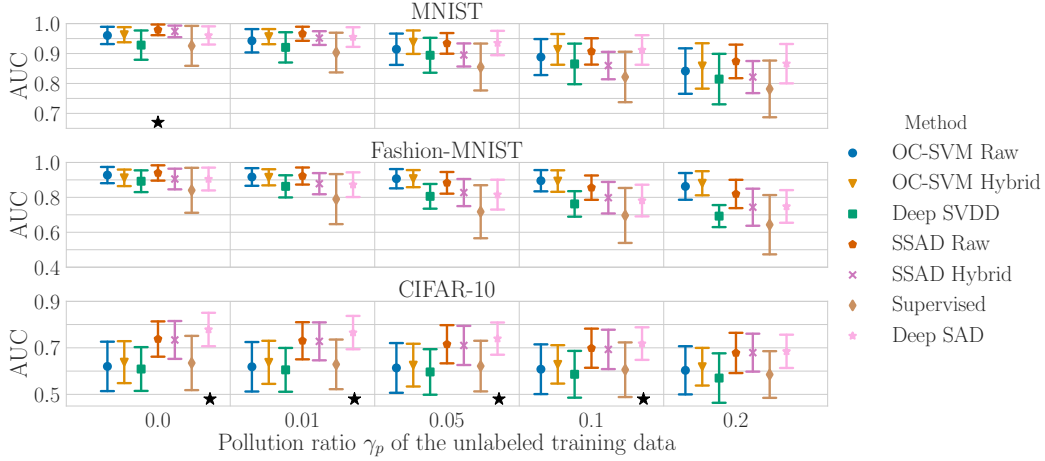 MNIST
1.0
0.9
0.8
0.7
AUC
Fashion-MNIST
1.0
0.8
0.6
0.4
AUC
CIFAR-10
0.9
0.7
0.5
AUC
0.0
0.01
0.05
0.1
0.2
Pollution ratio γp of the unlabeled training data
Method
OC-SVM Raw
OC-SVM Hybrid
Deep SVDD
SSAD Raw
SSAD Hybrid
Supervised
Deep SAD